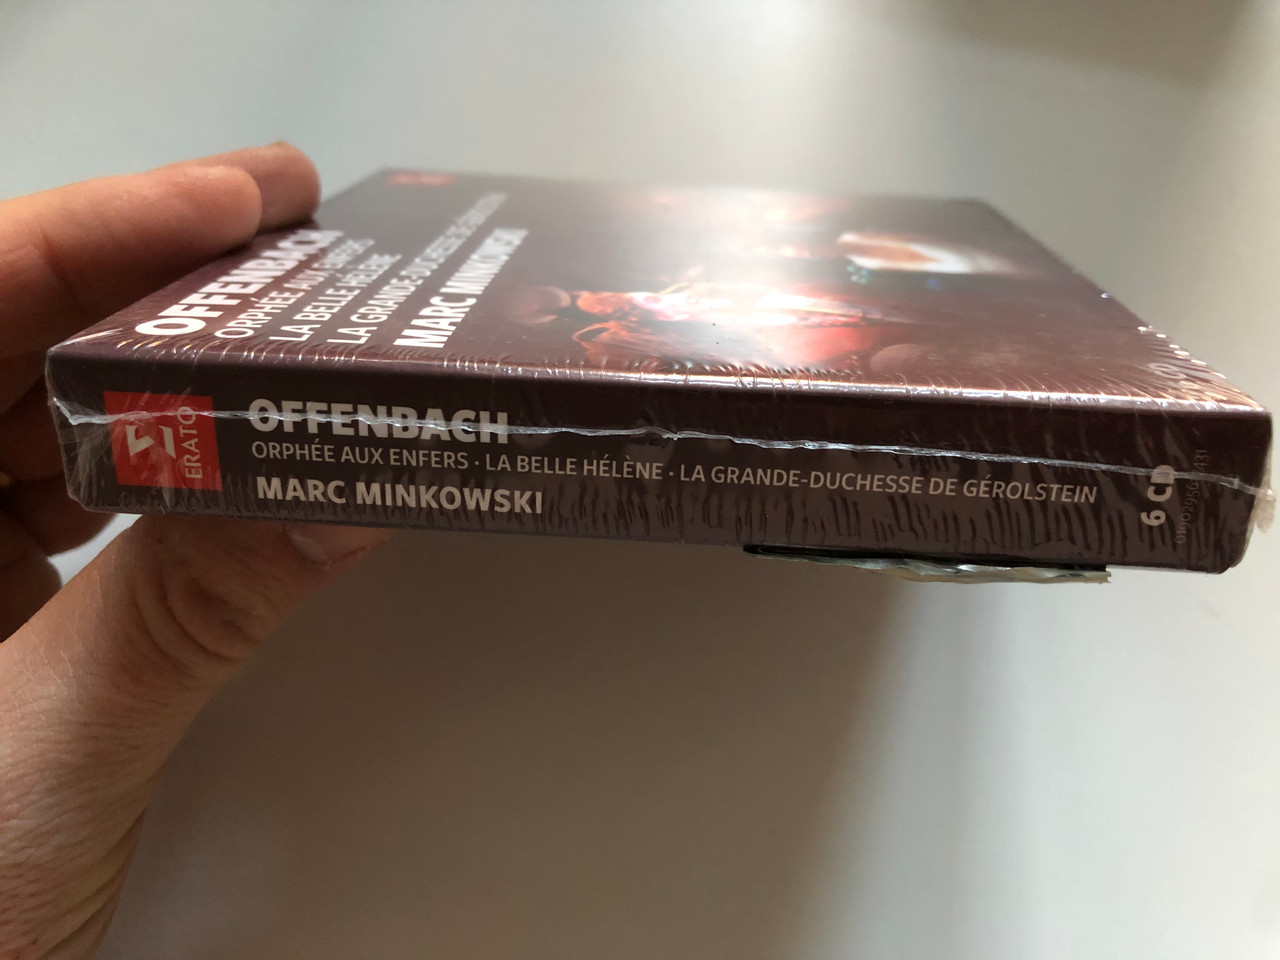 OFFENBACH
ORPHÉE AUX ENFERS
LA BELLE HÉLÈNE
LA GRANDE-DUCHESSE DE GÉROLSTEIN
MARC MINKOWSKI
ERATO
OFFENBACH
ORPHÉE AUX ENFERS · LA BELLE HÉLÈNE · LA GRANDE-DUCHESSE DE GÉROLSTEIN
MARC MINKOWSKI
6 CD